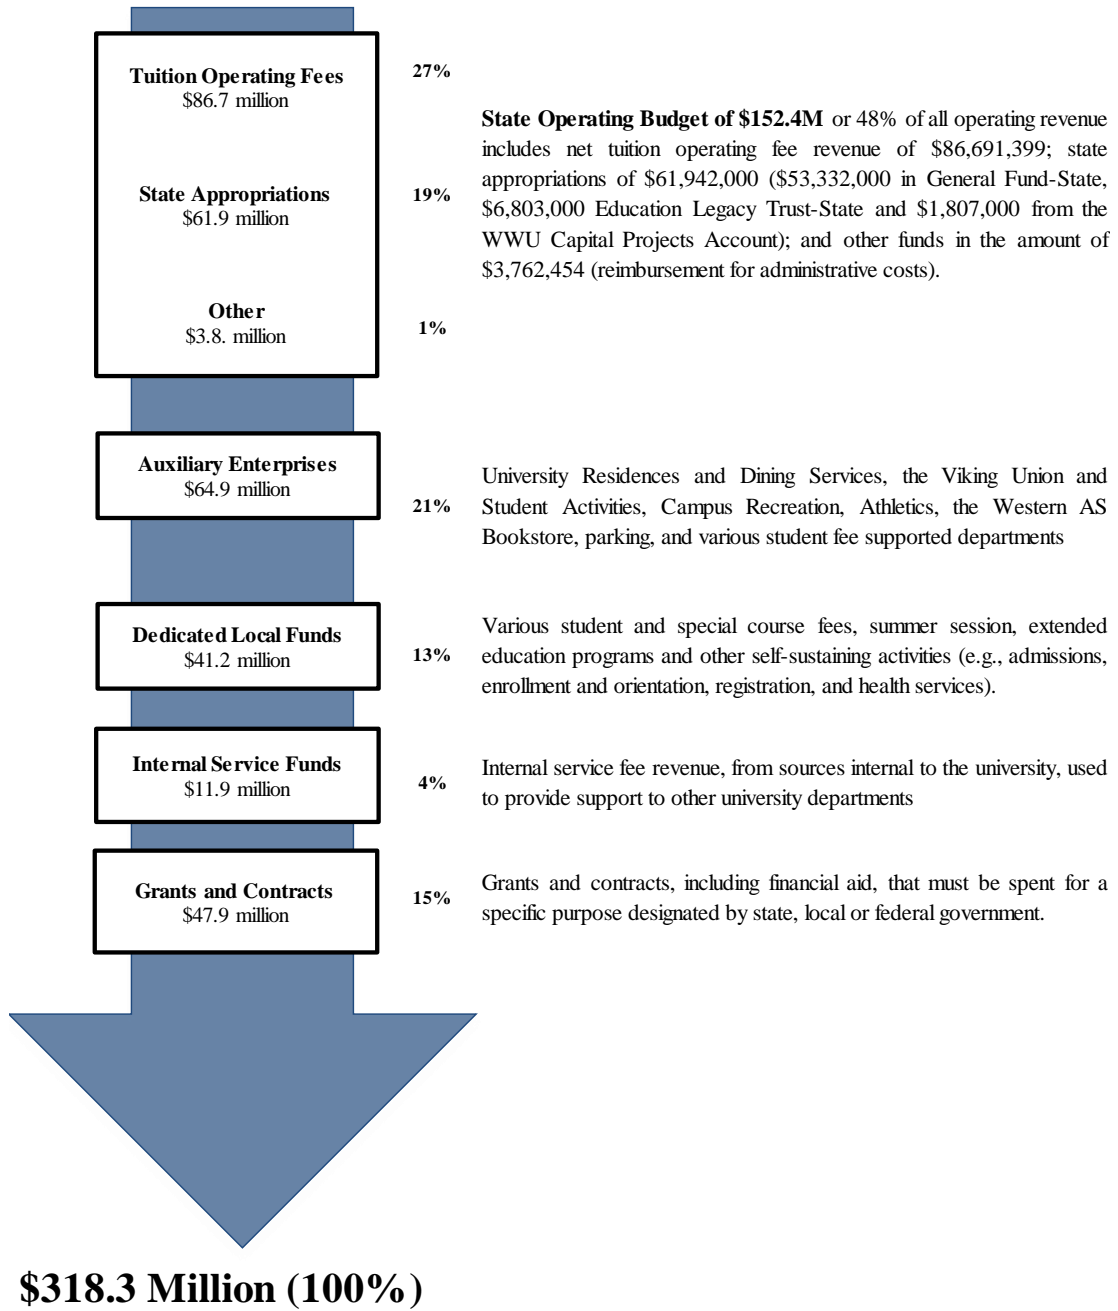 Tuition Operating Fees
$86.7 million
27%
State Appropriations
$61.9 million
19%
Other
$3.8. million
1%
State Operating Budget of $152.4M or 48% of all operating revenue
includes net tuition operating fee revenue of $86,691,399; state
appropriations of $61,942,000 ($53,332,000 in General Fund-State,
$6,803,000 Education Legacy Trust-State and $1,807,000 from the
WWU Capital Projects Account); and other funds in the amount of
$3,762,454 (reimbursement for administrative costs).
Auxiliary Enterprises
$64.9 million
21%
University Residences and Dining Services, the Viking Union and
Student Activities, Campus Recreation, Athletics, the Western AS
Bookstore, parking, and various student fee supported departments
Dedicated Local Funds
$41.2 million
13%
Various student and special course fees, summer session, extended
education programs and other self-sustaining activities (e.g., admissions,
enrollment and orientation, registration, and health services).
Internal Service Funds
$11.9 million
4%
Internal service fee revenue, from sources internal to the university, used
to provide support to other university departments
Grants and Contracts
$47.9 million
15%
Grants and contracts, including financial aid, that must be spent for a
specific purpose designated by state, local or federal government.
$318.3 Million (100%)